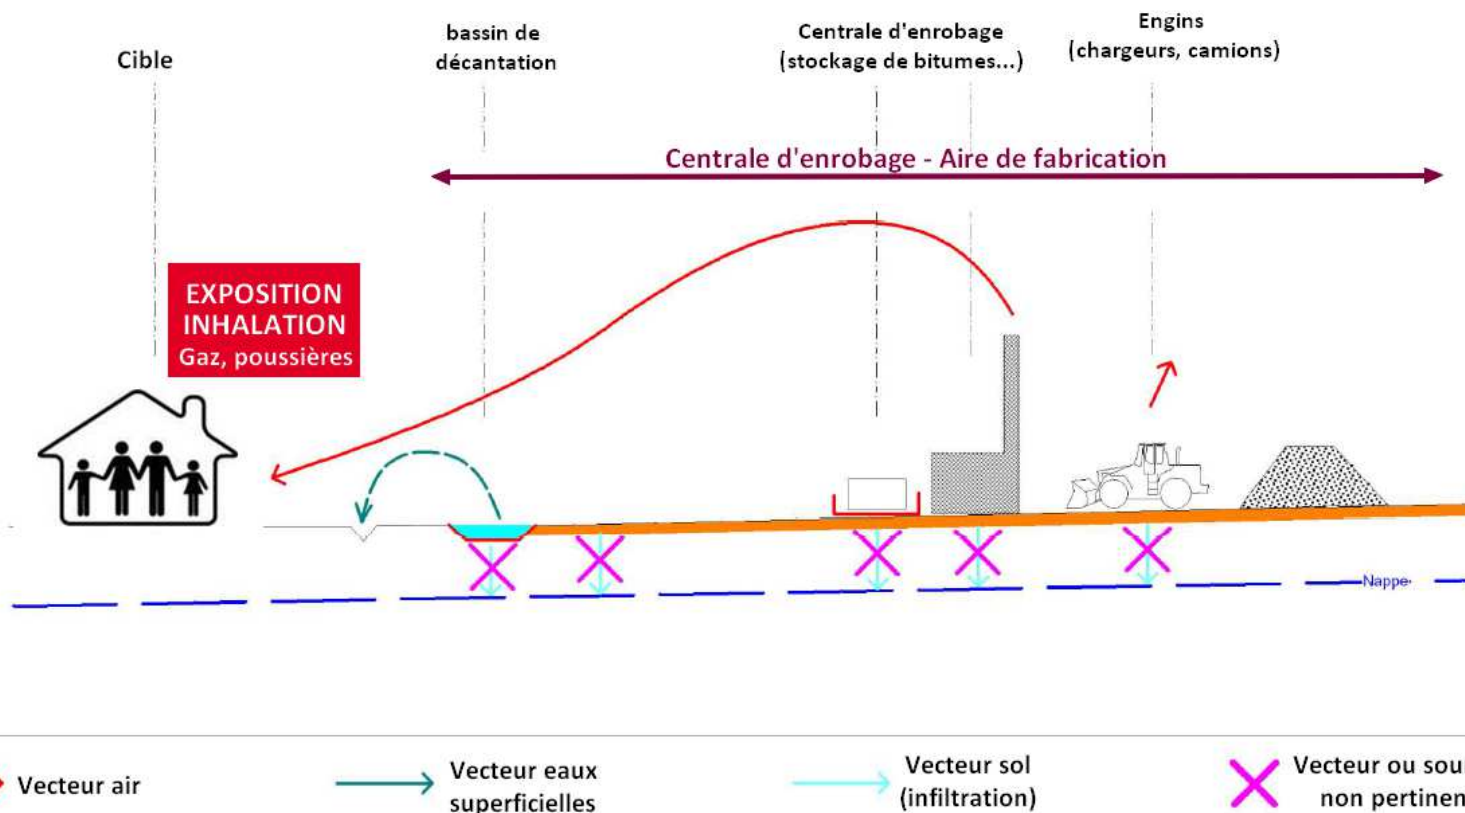 Cible
bassin de
décantation
Centrale d'enrobage
(stockage de bitumes...)
Engins
(chargeurs, camions)
Centrale d'enrobage - Aire de fabrication
EXPOSITION
INHALATION
Gaz, poussières
Nappe
Vecteur air
Vecteur eaux
superficielles
Vecteur sol
(infiltration)
Vecteur ou sour
non pertinen